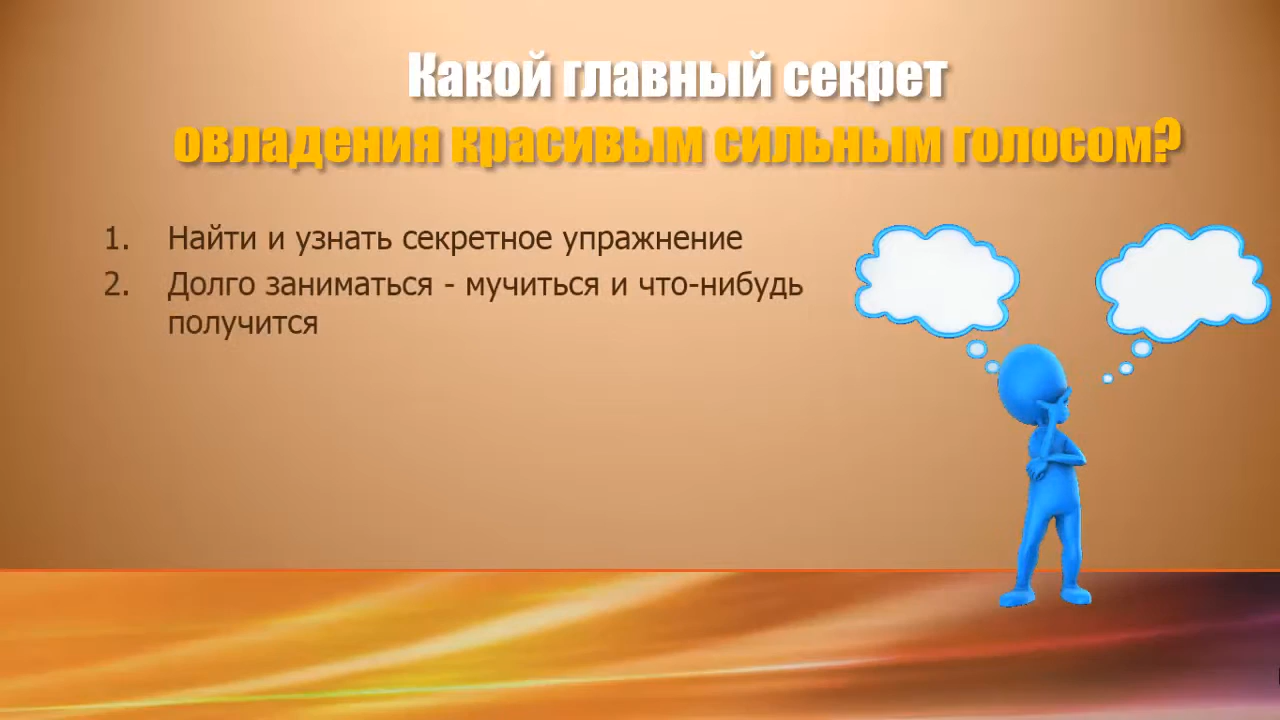 Какой главный секрет
овладения красивым сильным голосом?
1. Найти и узнать секретное упражнение
2. Долго заниматься - мучиться и что-нибудь
получится